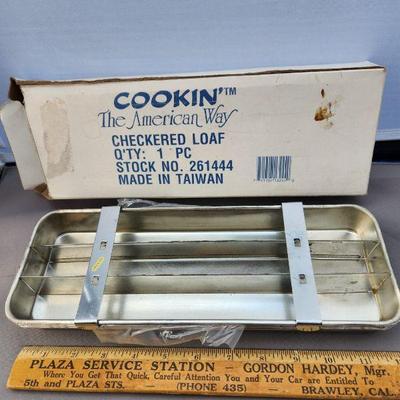 COOKIN'™
The American Way
CHECKERED LOAF
Q'TY: 1 PC
STOCK NO. 261444
MADE IN TAIWAN
PLAZA SERVICE STATION - GORDON HARDEY, Mgr.
Where You Get That Quick, Careful Attention You and Your Car are Entitled To
5th and PLAZA STS. (PHONE 435) - BRAWLEY, CAL.